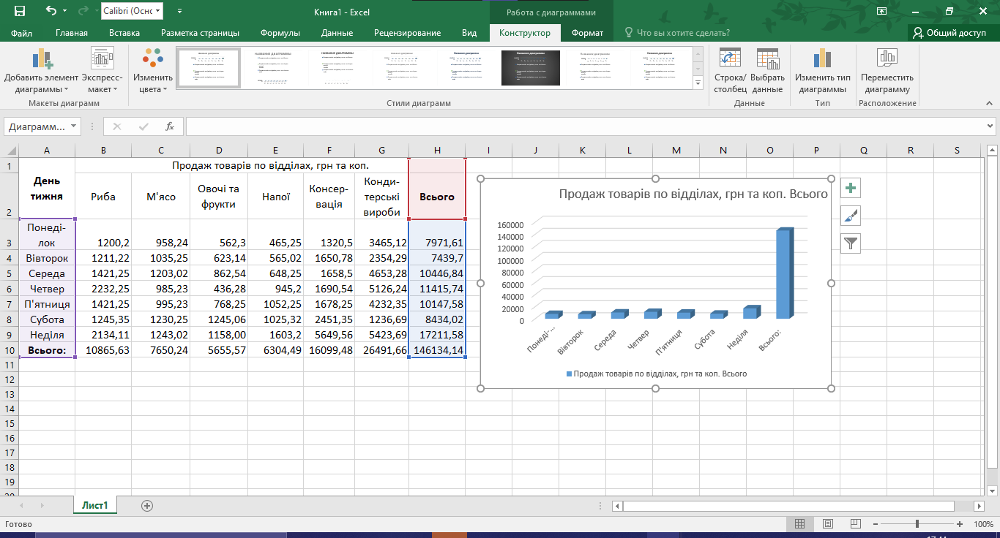 Calibri (Оснс
Книга1 - Excel
Работа с диаграммами
Файл Главная Вставка Разметка страницы Формулы Данные Рецензирование Вид Конструктор Формат Что вы хотите сделать? Общий доступ
Добавить элемент диаграммы
Экспресс-макет
Изменить цвета
Строка/столбец
Выбрать данные
Изменить тип диаграммы
Переместить диаграмму
Макеты диаграмм Стили диаграмм Данные Тип Расположение
Диаграмм... fx
A B C D E F G H I J K L M N O P Q R S
1 День тижня Продаж товарів по відділах, грн та коп.
2 Риба М'ясо Овочі та фрукти Напої Консер-вація Конди-терські вироби Всього
3 Понеді-лок 1200,2 958,24 562,3 465,25 1320,5 3465,12 7971,61
4 Вівторок 1211,22 1035,25 623,14 565,02 1650,78 2354,29 7439,7
5 Середа 1421,25 1203,02 862,54 648,25 1658,5 4653,28 10446,84
6 Четвер 2232,25 985,23 436,28 945,2 1690,54 5126,24 11415,74
7 П'ятниця 1421,25 995,23 768,25 1052,25 1678,25 4232,35 10147,58
8 Субота 1245,35 1230,25 1245,06 1025,32 2451,35 1236,69 8434,02
9 Неділя 2134,11 1243,02 1158,00 1603,2 5649,56 5423,69 17211,58
10 Всього: 10865,63 7650,24 5655,57 6304,49 16099,48 26491,66 146134,14
11
12
13
14
15
16
17
18
19
Продаж товарів по відділах, грн та коп. Всього
160000
140000
120000
100000
80000
60000
40000
20000
0
Понеді-... Вівторок Середа Четвер П'ятниця Субота Неділя Всього:
Продаж товарів по відділах, грн та коп. Всього
Лист1
Готово 100%